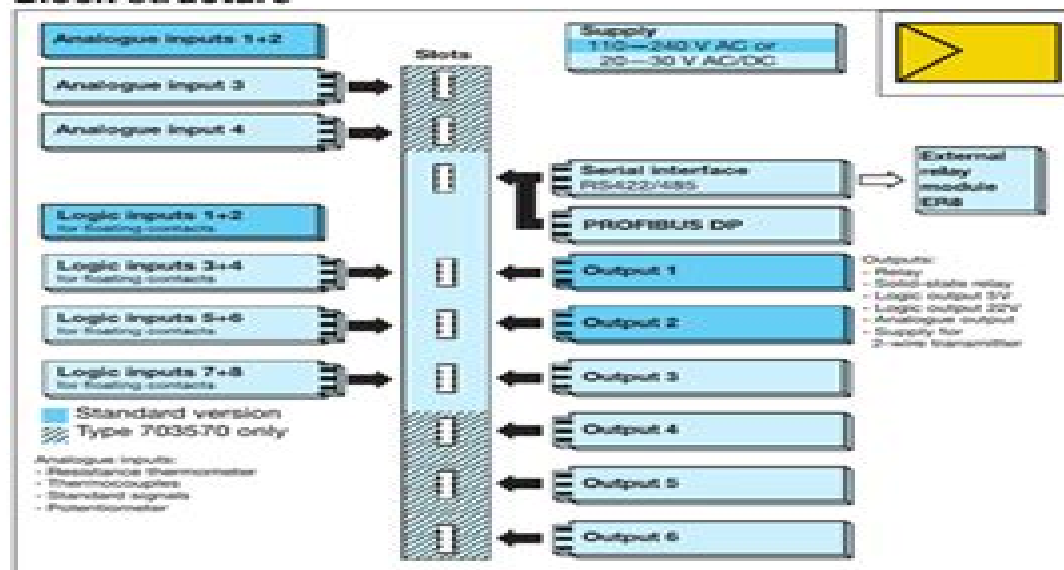 Block structure
Analogue inputs 1+2
Analogue input 3
Analogue input 4
Logic inputs 1+2
for floating contacts
Logic inputs 3+4
for floating contacts
Logic inputs 5+6
for floating contacts
Logic inputs 7+8
for floating contacts
Standard version
Type 703570 only
Analogue inputs:
- Resistance thermometer
- Thermocouples
- Standard signals
- Potentiometer
Slots
Supply
110—240 V AC or
20—30 V AC/DC
Serial interface
RS422/485
PROFIBUS DP
External
relay
module
ER8
Output 1
Output 2
Output 3
Output 4
Output 5
Output 6
Outputs:
- Relay
- Solid-state relay
- Logic output 5V
- Logic output 22V
- Analogue output
- Supply for
2-wire transmitter